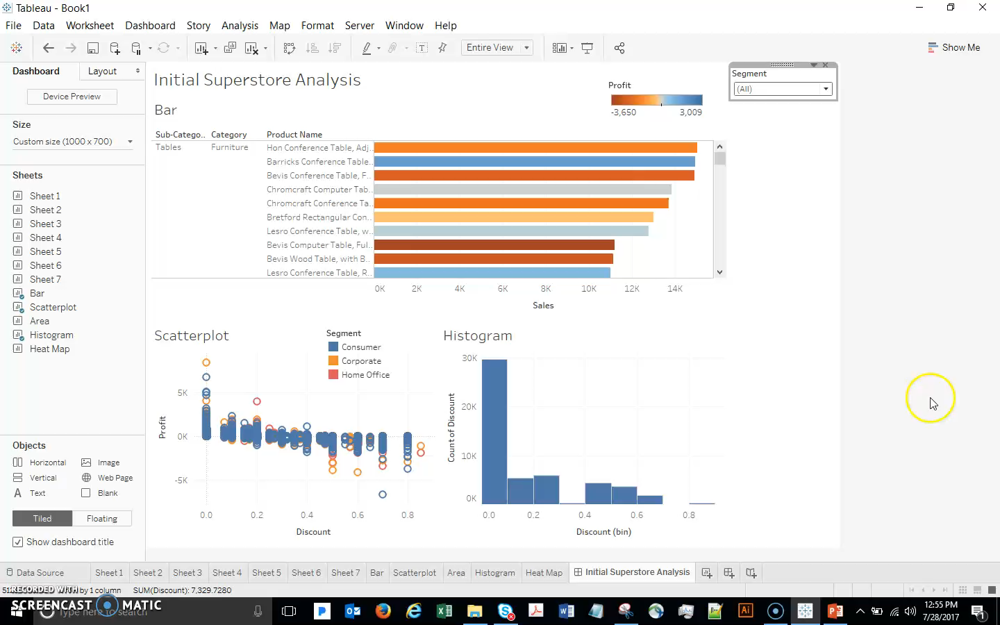 Tableau - Book1
File Data Worksheet Dashboard Story Analysis Map Format Server Window Help
Entire View
Show Me
Dashboard Layout
Device Preview
Size
Custom size (1000 x 700)
Sheets
Sheet 1
Sheet 2
Sheet 3
Sheet 4
Sheet 5
Sheet 6
Sheet 7
Bar
Scatterplot
Area
Histogram
Heat Map
Objects
Horizontal Image
Vertical Web Page
A Text Blank
Tiled Floating
Show dashboard title
Initial Superstore Analysis
Profit
-3,650 3,009
Segment
(All)
Bar
Sub-Catego.. Category Product Name
Tables Furniture Hon Conference Table, Adj..
Barricks Conference Table..
Bevis Conference Table, F..
Chromcraft Computer Tab..
Chromcraft Conference Ta..
Bretford Rectangular Con..
Lesro Conference Table, w..
Bevis Computer Table, Ful..
Bevis Wood Table, with B..
Lesro Conference Table, R..
0K 2K 4K 6K 8K 10K 12K 14K
Sales
Scatterplot
Segment
Consumer
Corporate
Home Office
Profit
5K
0K
-5K
0.0 0.2 0.4 0.6 0.8
Discount
Histogram
Count of Discount
30K
20K
10K
0K
0.0 0.2 0.4 0.6 0.8
Discount (bin)
Data Source Sheet 1 Sheet 2 Sheet 3 Sheet 4 Sheet 5 Sheet 6 Sheet 7 Bar Scatterplot Area Histogram Heat Map Initial Superstore Analysis
by 1 column SUM(Discount): 7,329.7280
RECORDED WITH
SCREENCAST MATIC
Type here to search
12:55 PM
7/28/2017
1